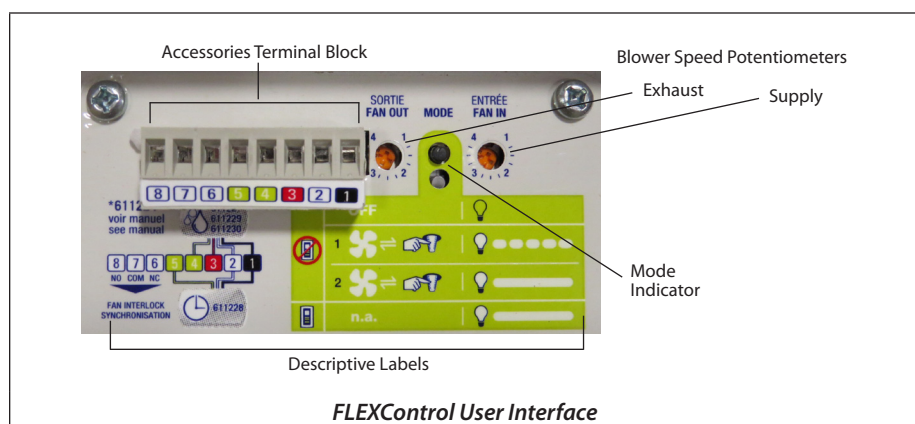 Accessories Terminal Block
Blower Speed Potentiometers
Exhaust
Supply
SORTIE
FAN OUT
MODE
ENTRÉE
FAN IN
4 1
3 2
4 1
3 2
8 7 6 5 4 3 2 1
voir manuel
see manual
611229
611230
OFF
1
2
n.a.
8 7 6 5 4 3 2 1
NO COM NC
FAN INTERLOCK
SYNCHRONISATION
611228
Mode
Indicator
Descriptive Labels
FLEXControl User Interface